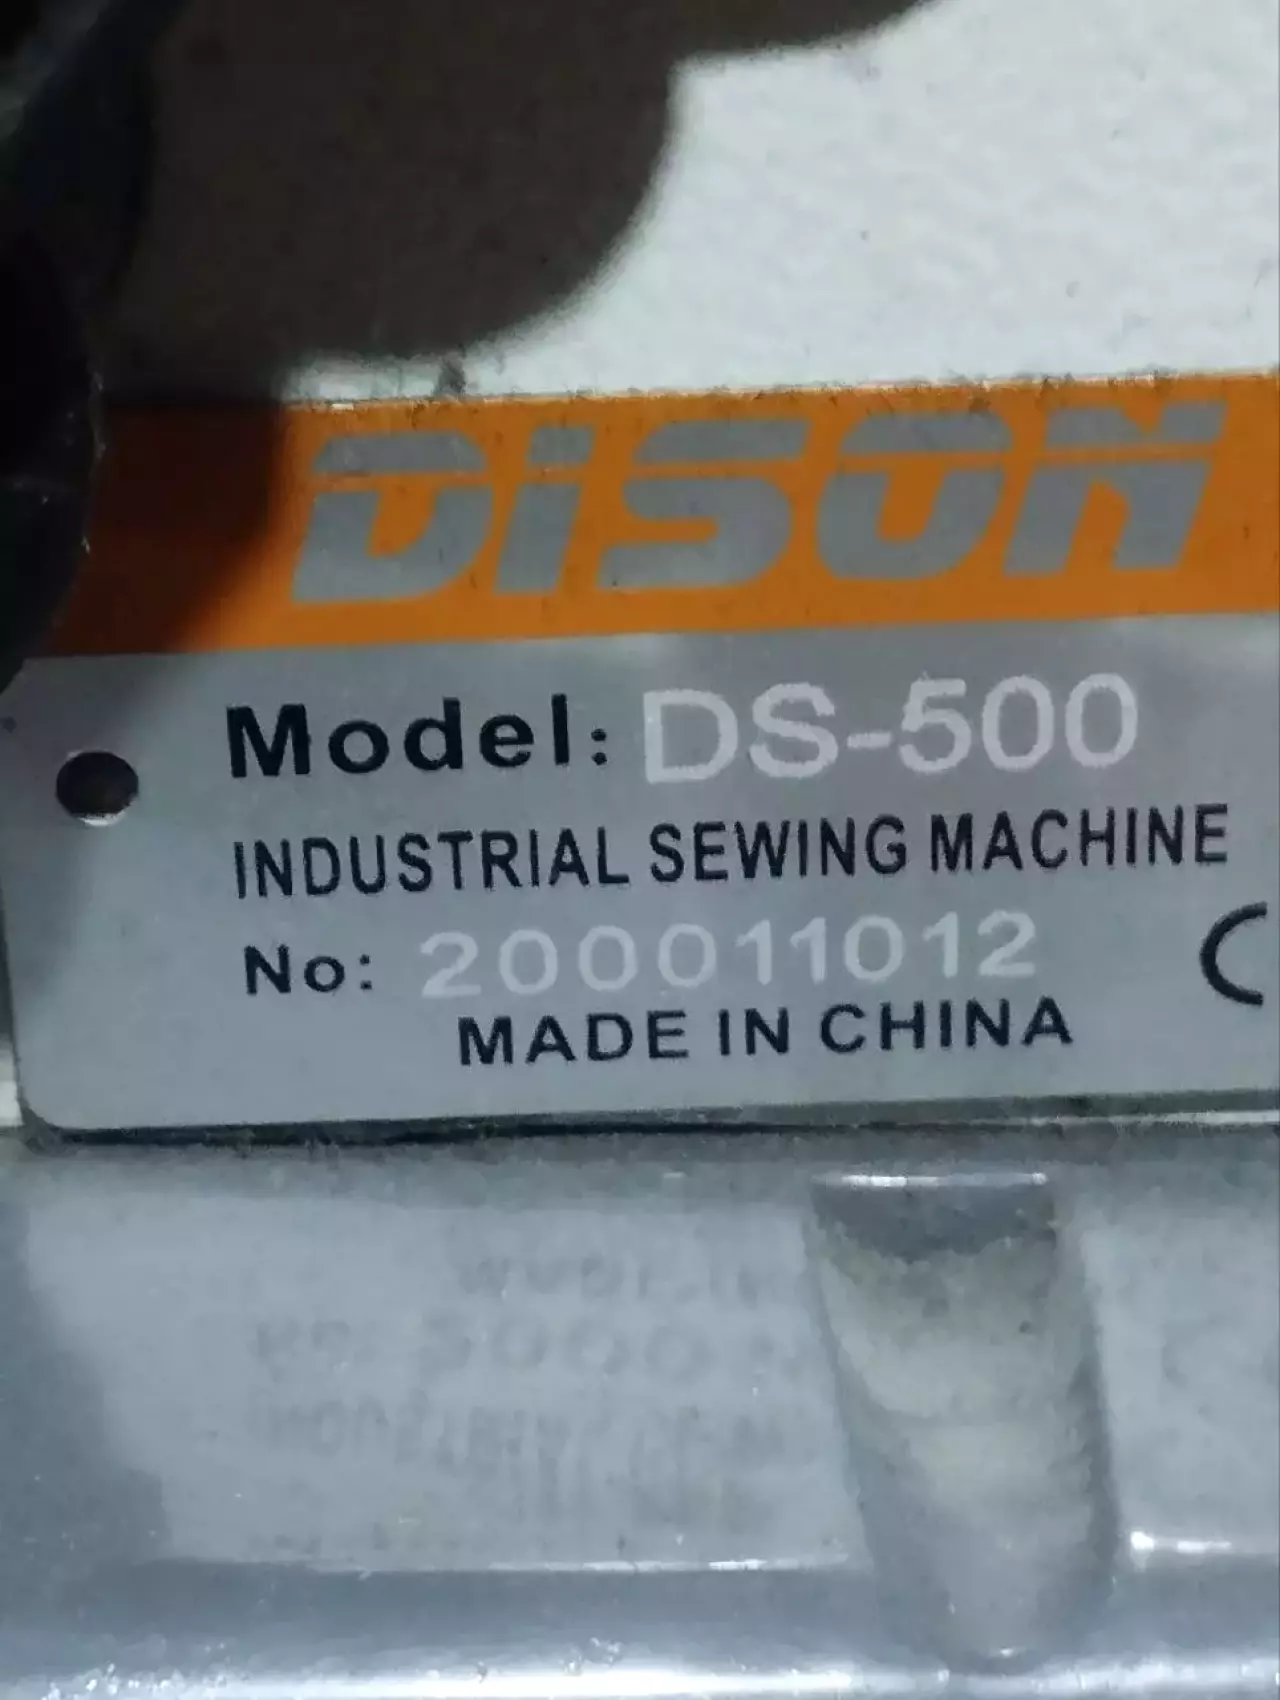 DISON
Model: DS-500
INDUSTRIAL SEWING MACHINE
No: 200011012
MADE IN CHINA